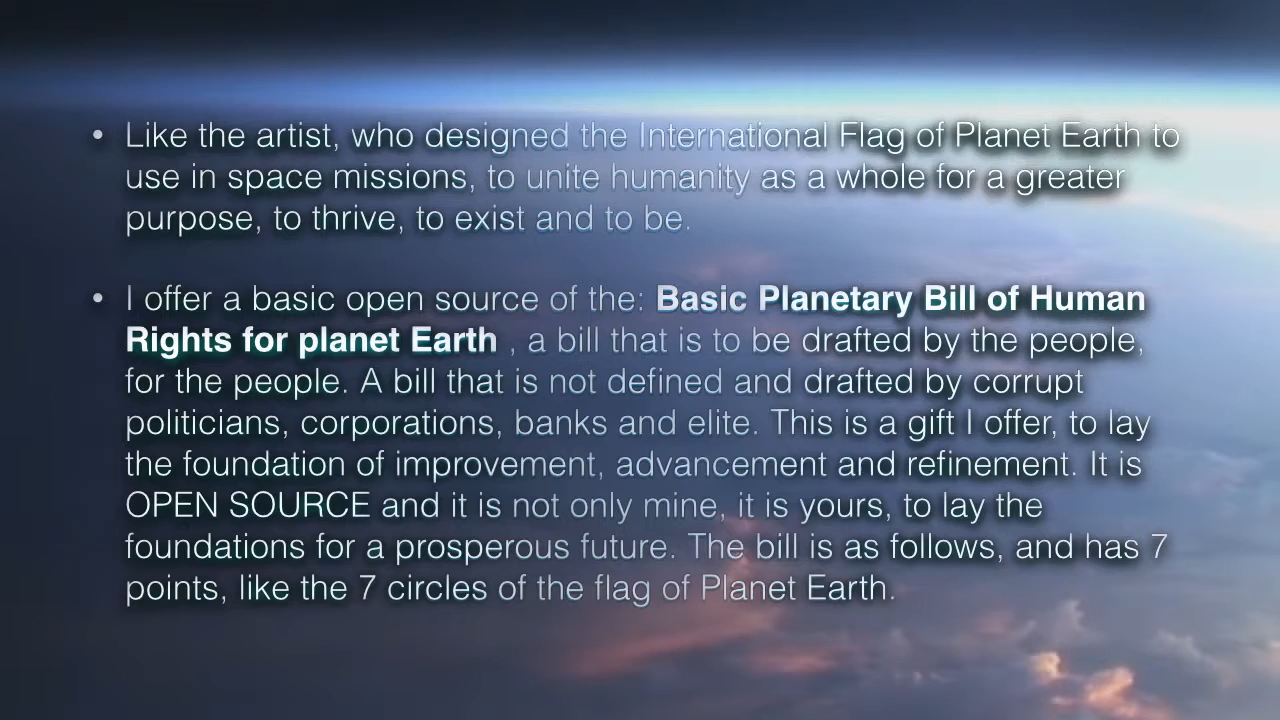 • Like the artist, who designed the International Flag of Planet Earth to
use in space missions, to unite humanity as a whole for a greater
purpose, to thrive, to exist and to be.
• I offer a basic open source of the: Basic Planetary Bill of Human
Rights for planet Earth , a bill that is to be drafted by the people,
for the people. A bill that is not defined and drafted by corrupt
politicians, corporations, banks and elite. This is a gift I offer, to lay
the foundation of improvement, advancement and refinement. It is
OPEN SOURCE and it is not only mine, it is yours, to lay the
foundations for a prosperous future. The bill is as follows, and has 7
points, like the 7 circles of the flag of Planet Earth.